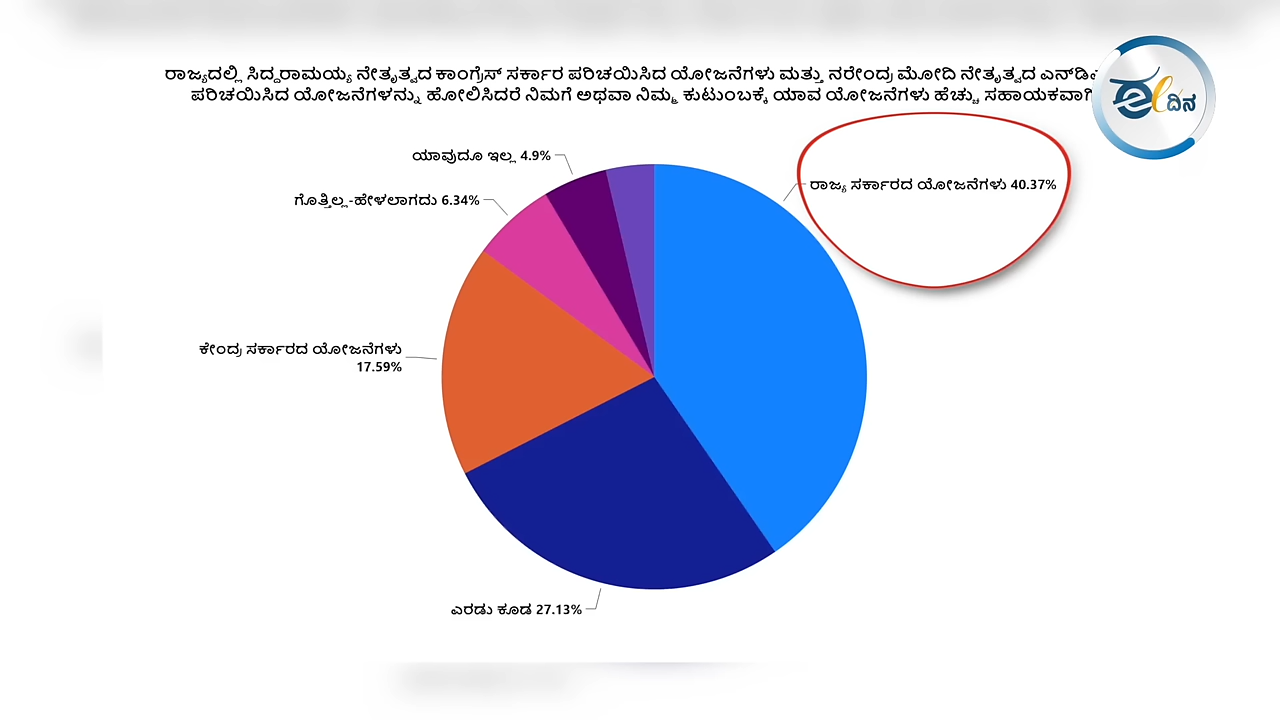 ರಾಜ್ಯದಲ್ಲಿ ಸಿದ್ದರಾಮಯ್ಯ ನೇತೃತ್ವದ ಕಾಂಗ್ರೆಸ್ ಸರ್ಕಾರ ಪರಿಚಯಿಸಿದ ಯೋಜನೆಗಳು ಮತ್ತು ನರೇಂದ್ರ ಮೋದಿ ನೇತೃತ್ವದ
ಪರಿಚಯಿಸಿದ ಯೋಜನೆಗಳನ್ನು ಹೋಲಿಸಿದರೆ ನಿಮಗೆ ಅಥವಾ ನಿಮ್ಮ ಕುಟುಂಬಕ್ಕೆ ಯಾವ ಯೋಜನೆಗಳು ಹೆಚ್ಚು
ದಿನ
ಯಾವುದೂ ಇಲ್ಲ 4.9%
ರಾಜ್ಯ ಸರ್ಕಾರದ ಯೋಜನೆಗಳು 40.37%
ಗೊತ್ತಿಲ್ಲ-ಹೇಳಲಾಗದು 6.34%
ಕೇಂದ್ರ ಸರ್ಕಾರದ ಯೋಜನೆಗಳು
17.59%
ಎರಡು ಕೂಡ 27.13%